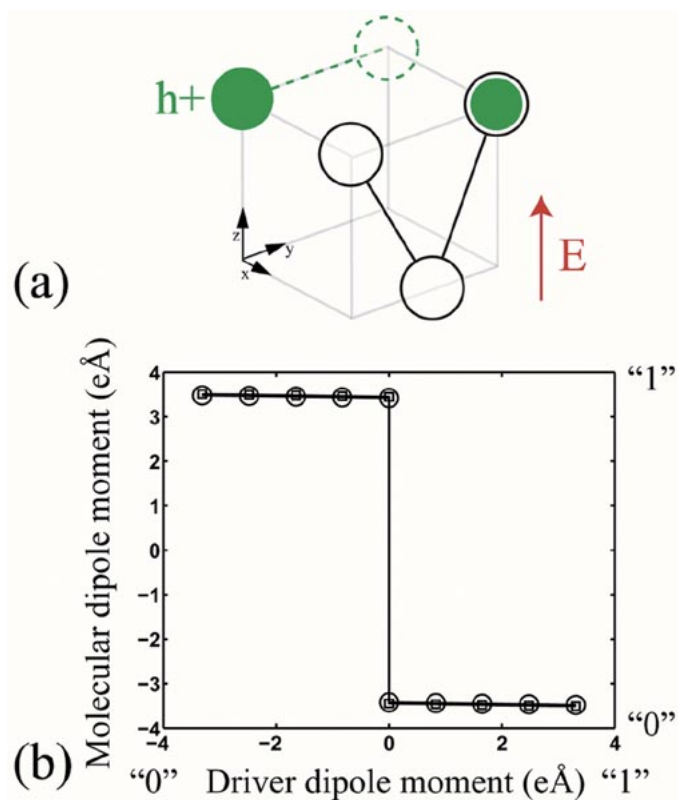 h+
z
y
x
E
(a)
Molecular dipole moment (eÅ)
4
3
2
1
0
−1
−2
−3
−4
“1”
“0”
−4
−2
0
2
4
(b)
“0” Driver dipole moment (eÅ) “1”